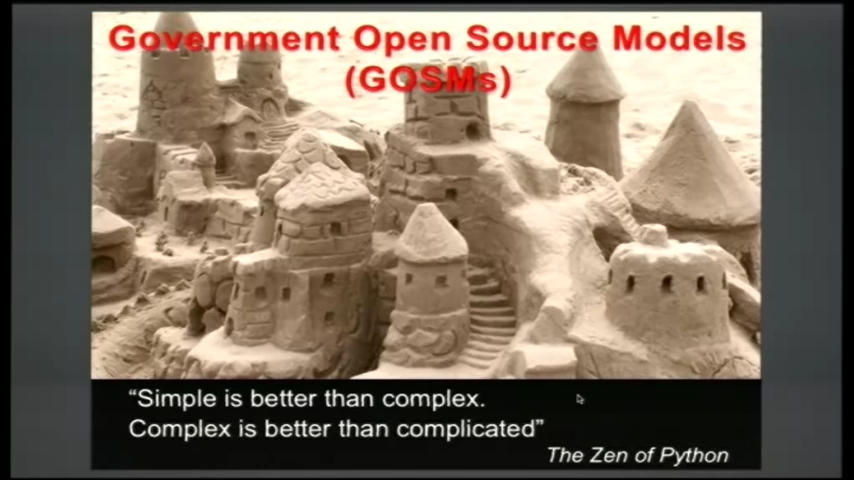 Government Open Source Models
(GOSMs)
“Simple is better than complex.
Complex is better than complicated”
The Zen of Python